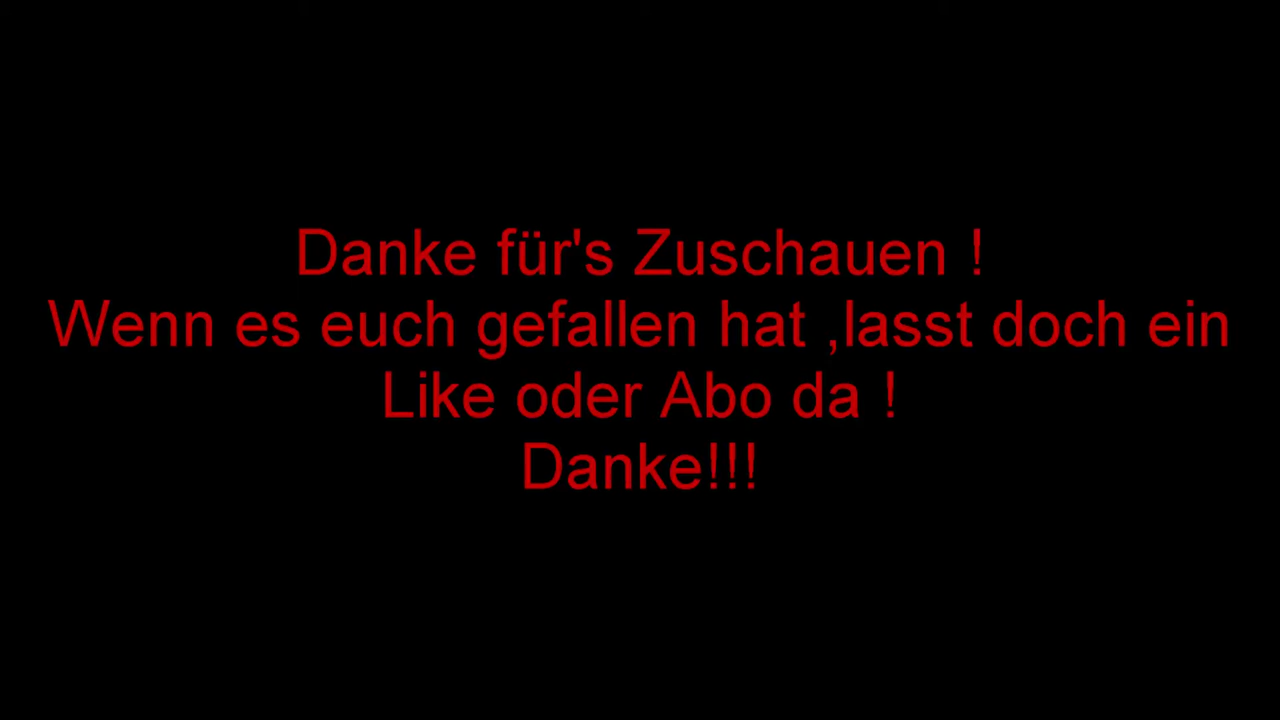 Danke für's Zuschauen !
Wenn es euch gefallen hat ,lasst doch ein
Like oder Abo da !
Danke!!!